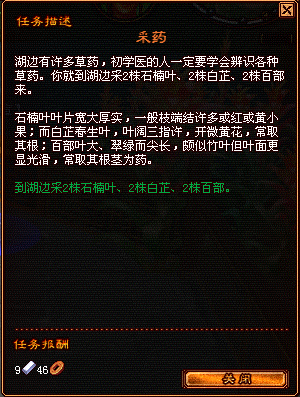 任务描述
采药
湖边有许多草药，初学医的人一定要学会辨识各种
草药。你就到湖边采2株石楠叶、2株白芷、2株百部
来。
石楠叶叶片宽大厚实，一般枝端结许多或红或黄小
果；而白芷春生叶，叶阔三指许，开微黄花，常取
其根；百部叶大、翠绿而尖长，颇似竹叶但叶面更
显光滑，常取其根茎为药。
到湖边采2株石楠叶、2株白芷、2株百部。
任务报酬
9 46
关闭